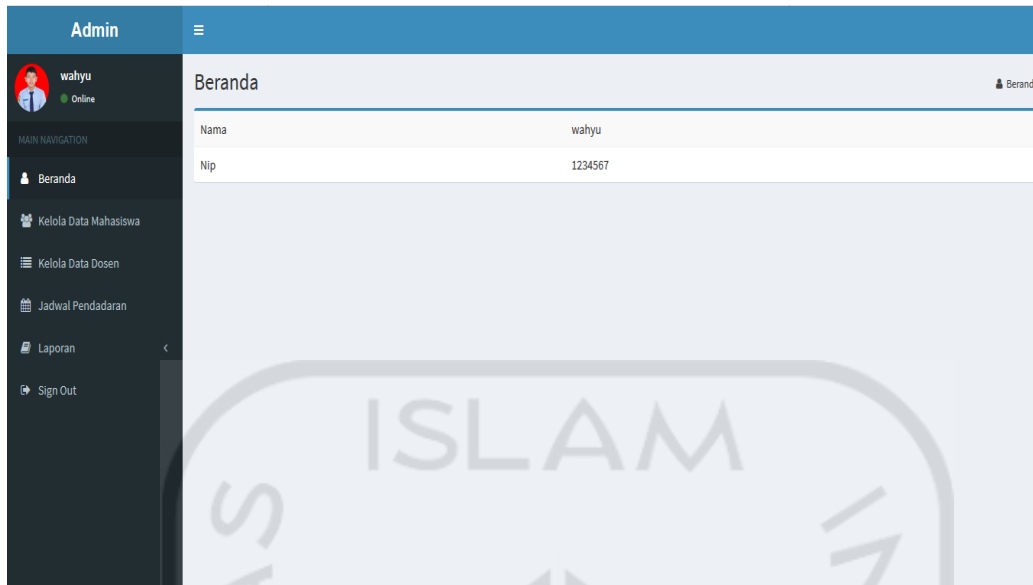 Admin
wahyu
Online
MAIN NAVIGATION
Beranda
Kelola Data Mahasiswa
Kelola Data Dosen
Jadwal Pendadaran
Laporan
Sign Out
Beranda
Berand
Nama wahyu
Nip 1234567
ISLAM